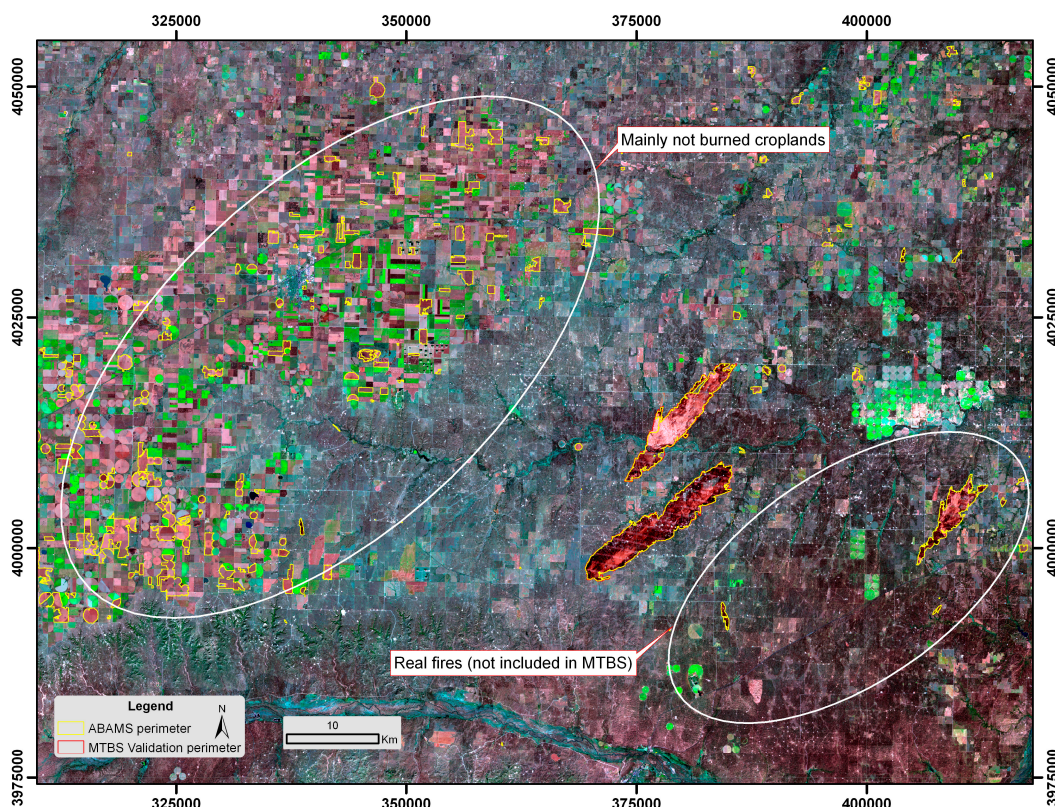 325000 350000 375000 400000
4050000 4050000
Mainly not burned croplands
4025000 4025000
4000000 4000000
Real fires (not included in MTBS)
Legend
N
ABAMS perimeter
MTBS Validation perimeter
10
Km
3975000 3975000
325000 350000 375000 400000